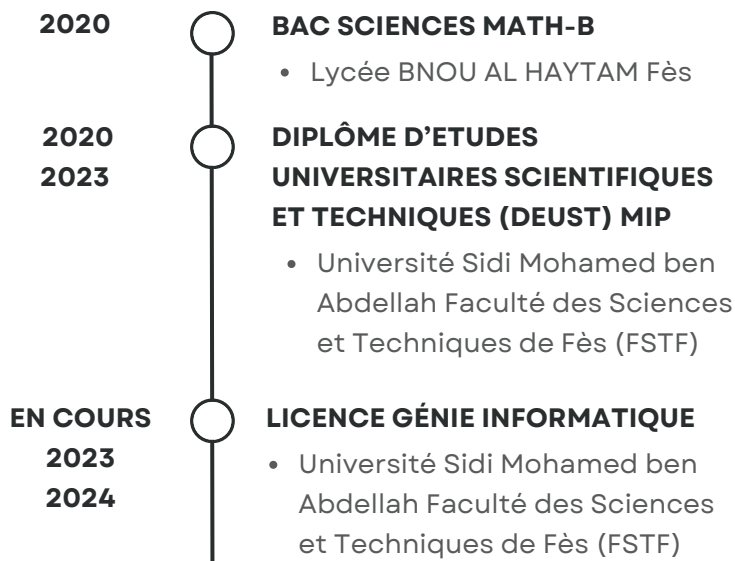 2020
BAC SCIENCES MATH-B
• Lycée BNOU AL HAYTAM Fès
2020
2023
DIPLÔME D’ETUDES
UNIVERSITAIRES SCIENTIFIQUES
ET TECHNIQUES (DEUST) MIP
• Université Sidi Mohamed ben
Abdellah Faculté des Sciences
et Techniques de Fès (FSTF)
EN COURS
2023
2024
LICENCE GÉNIE INFORMATIQUE
• Université Sidi Mohamed ben
Abdellah Faculté des Sciences
et Techniques de Fès (FSTF)